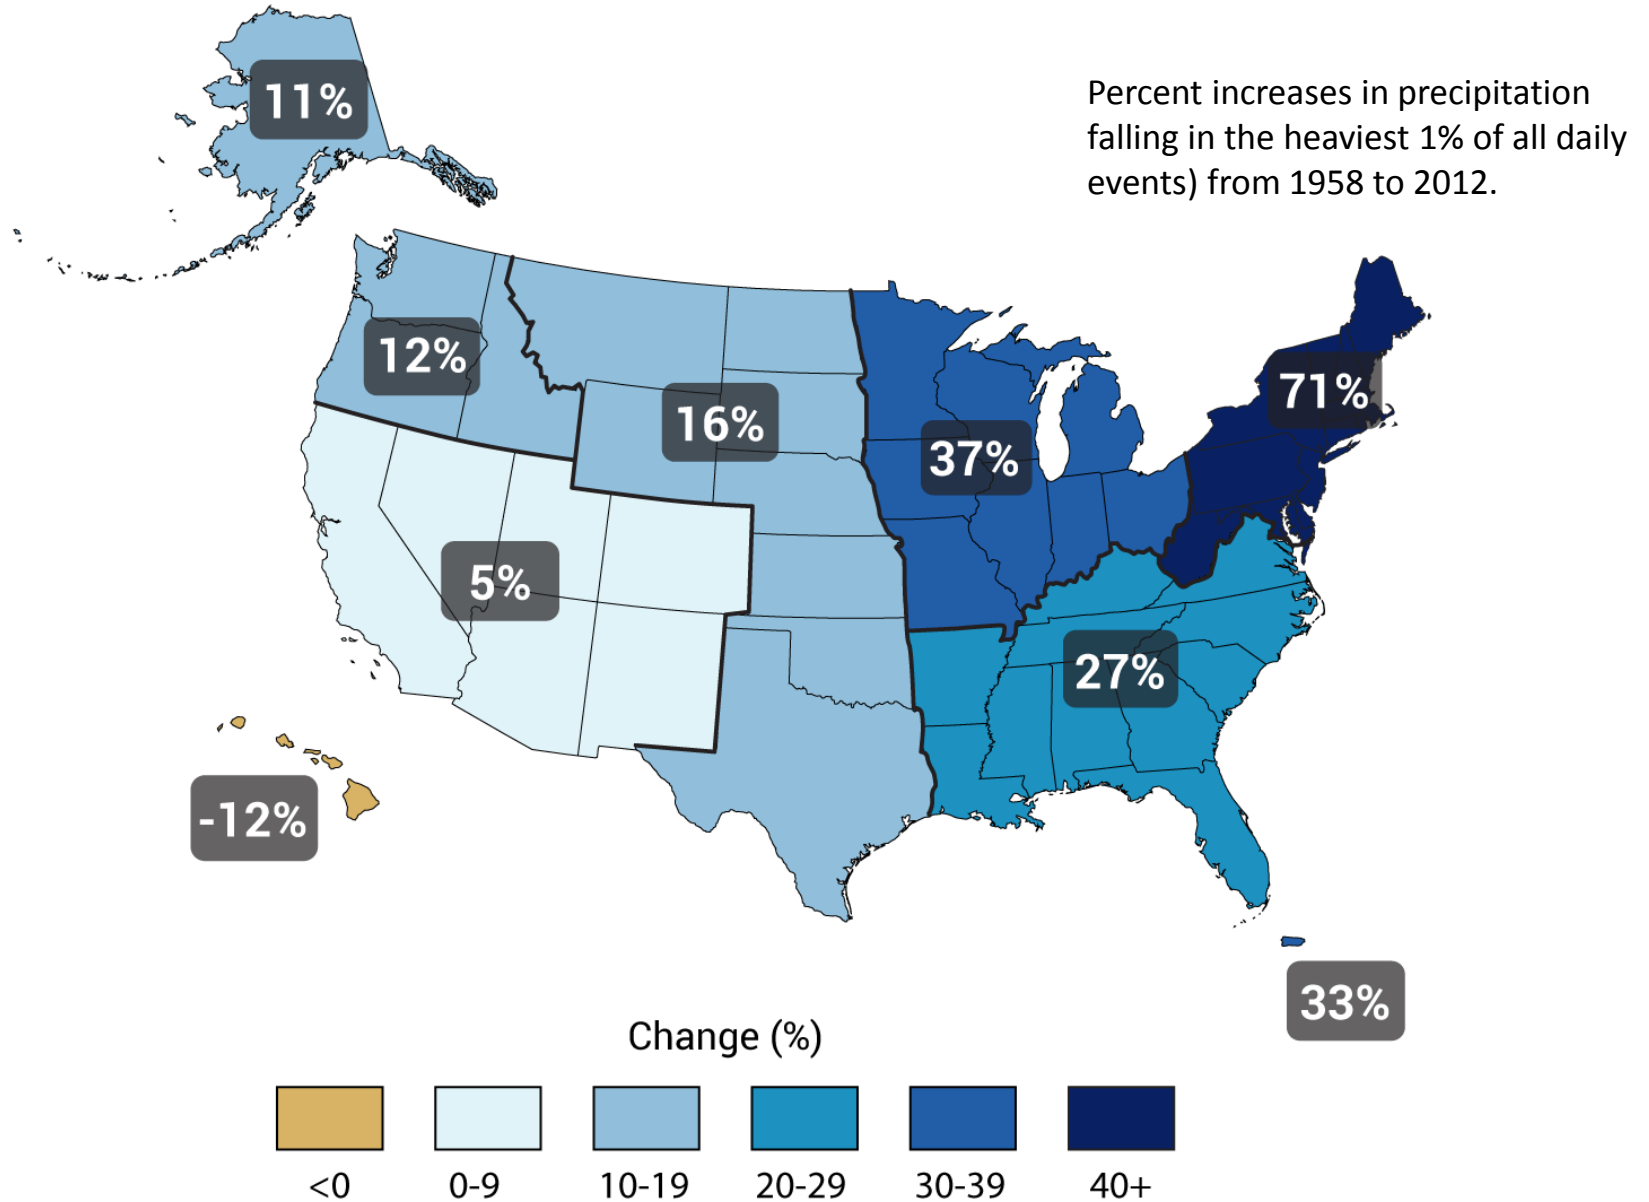 11%
Percent increases in precipitation
falling in the heaviest 1% of all daily
events) from 1958 to 2012.
12%
16%
71%
37%
5%
27%
-12%
33%
Change (%)
<0 0-9 10-19 20-29 30-39 40+